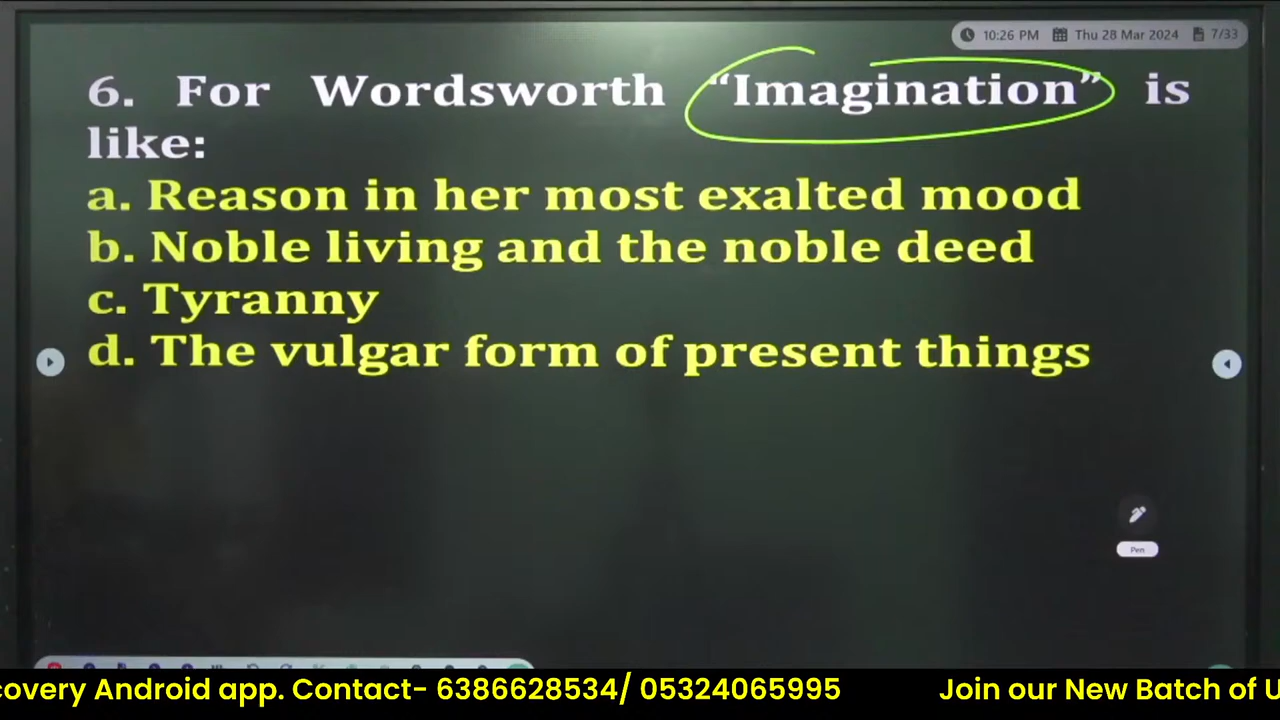 10:26 PM Thu 28 Mar 2024 7/33
6. For Wordsworth “Imagination” is
like:
a. Reason in her most exalted mood
b. Noble living and the noble deed
c. Tyranny
d. The vulgar form of present things
Pen
covery Android app. Contact- 6386628534/ 05324065995 Join our New Batch of U